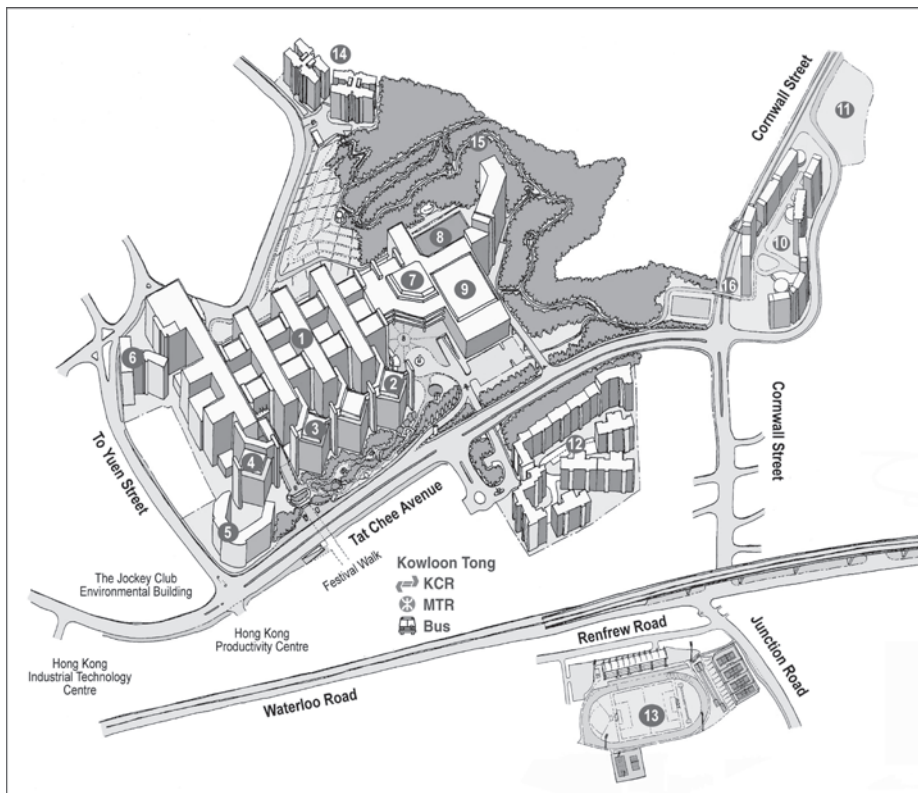 14
Cornwall Street
11
15
8
10
7
9
16
1
6
2
Cornwall Street
3
12
4
To Yuen Street
Tat Chee Avenue
5
Festival Walk
Kowloon Tong
KCR
MTR
Bus
The Jockey Club
Environmental Building
Hong Kong
Productivity Centre
Renfrew Road
Junction Road
Hong Kong
Industrial Technology
Centre
Waterloo Road
13